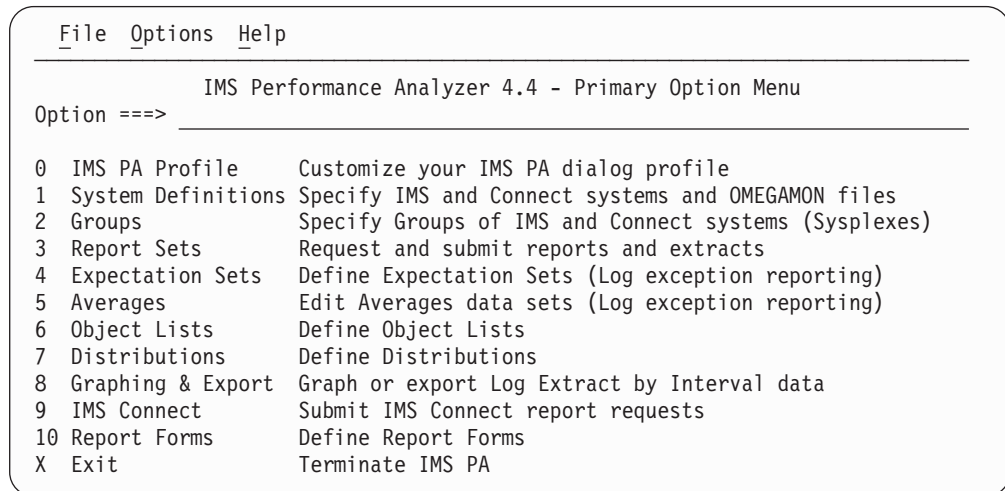 File Options Help
IMS Performance Analyzer 4.4 - Primary Option Menu
Option ===>
0 IMS PA Profile Customize your IMS PA dialog profile
1 System Definitions Specify IMS and Connect systems and OMEGAMON files
2 Groups Specify Groups of IMS and Connect systems (Sysplexes)
3 Report Sets Request and submit reports and extracts
4 Expectation Sets Define Expectation Sets (Log exception reporting)
5 Averages Edit Averages data sets (Log exception reporting)
6 Object Lists Define Object Lists
7 Distributions Define Distributions
8 Graphing & Export Graph or export Log Extract by Interval data
9 IMS Connect Submit IMS Connect report requests
10 Report Forms Define Report Forms
X Exit Terminate IMS PA